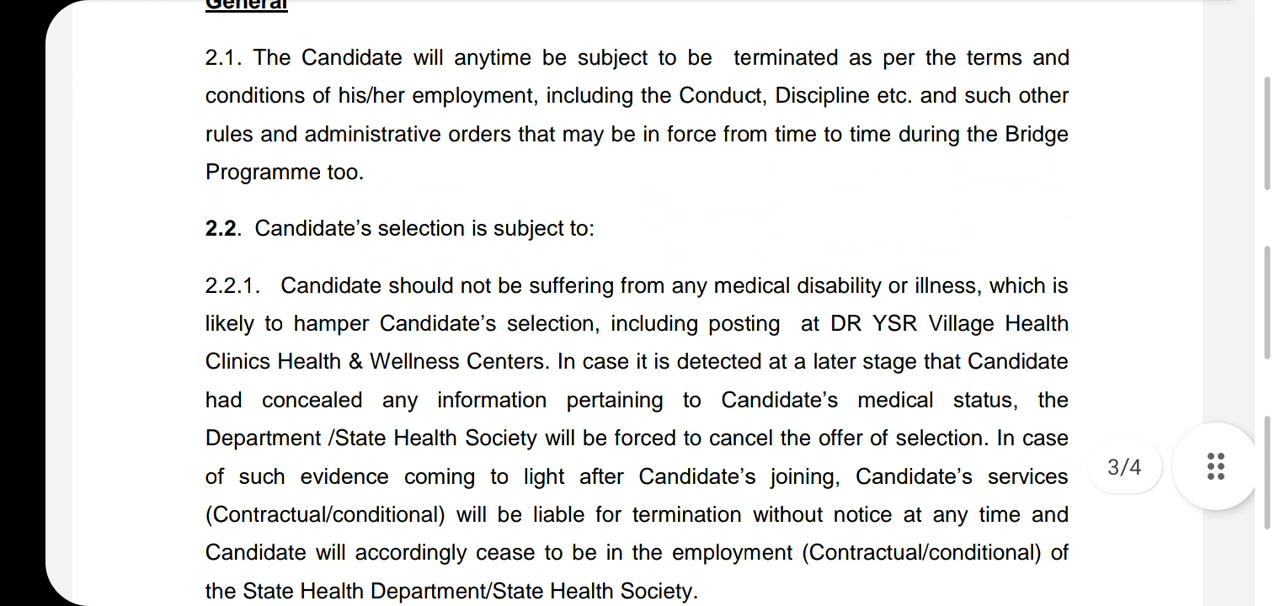 General
2.1. The Candidate will anytime be subject to be terminated as per the terms and
conditions of his/her employment, including the Conduct, Discipline etc. and such other
rules and administrative orders that may be in force from time to time during the Bridge
Programme too.
2.2. Candidate’s selection is subject to:
2.2.1. Candidate should not be suffering from any medical disability or illness, which is
likely to hamper Candidate’s selection, including posting at DR YSR Village Health
Clinics Health & Wellness Centers. In case it is detected at a later stage that Candidate
had concealed any information pertaining to Candidate’s medical status, the
Department /State Health Society will be forced to cancel the offer of selection. In case
of such evidence coming to light after Candidate’s joining, Candidate’s services
(Contractual/conditional) will be liable for termination without notice at any time and
Candidate will accordingly cease to be in the employment (Contractual/conditional) of
the State Health Department/State Health Society.
3/4